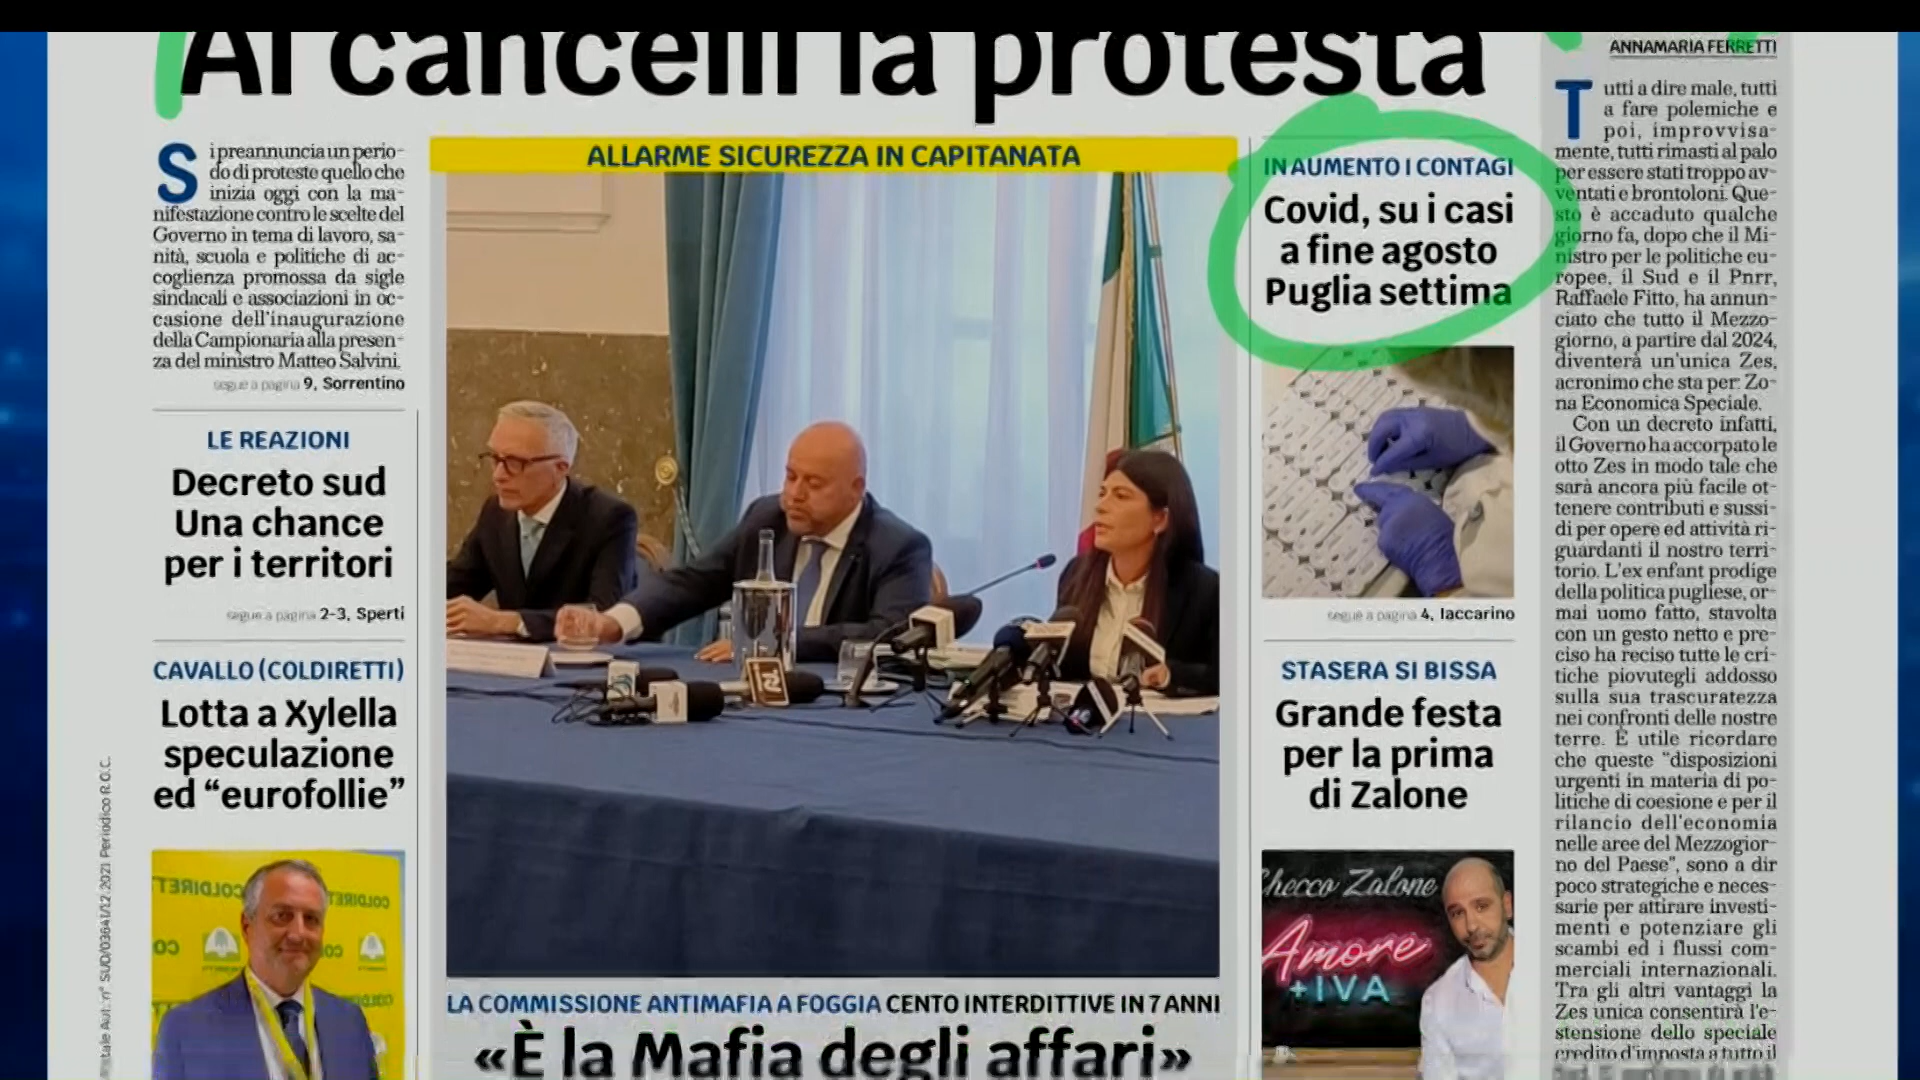 Ai cancelli la protesta
Si preannuncia un perio-
do di proteste quello che
inizia oggi con la ma-
nifestazione contro le scelte del
Governo in tema di lavoro, sa-
nità, scuola e politiche di ac-
coglienza promossa da sigle
sindacali e associazioni in oc-
casione dell'inaugurazione
della Campionaria alla presen-
za del ministro Matteo Salvini.
segue a pagina 9, Sorrentino
LE REAZIONI
Decreto sud
Una chance
per i territori
segue a pagina 2-3, Sperti
CAVALLO (COLDIRETTI)
Lotta a Xylella
speculazione
ed “eurofollie”
COLDIRETTI
ALLARME SICUREZZA IN CAPITANATA
LA COMMISSIONE ANTIMAFIA A FOGGIA CENTO INTERDITTIVE IN 7 ANNI
«È la Mafia degli affari»
IN AUMENTO I CONTAGI
Covid, su i casi
a fine agosto
Puglia settima
segue a pagina 4, Iaccarino
STASERA SI BISSA
Grande festa
per la prima
di Zalone
Checco Zalone
Amore
+IVA
ANNAMARIA FERRETTI
Tutti a dire male, tutti
a fare polemiche e
poi, improvvisa-
mente, tutti rimasti al palo
per essere stati troppo av-
ventati e brontoloni. Que-
sto è accaduto qualche
giorno fa, dopo che il Mi-
nistro per le politiche eu-
ropee, il Sud e il Pnrr,
Raffaele Fitto, ha annun-
ciato che tutto il Mezzo-
giorno, a partire dal 2024,
diventerà un'unica Zes,
acronimo che sta per: Zo-
na Economica Speciale.
Con un decreto infatti,
il Governo ha accorpato le
otto Zes in modo tale che
sarà ancora più facile ot-
tenere contributi e sussi-
di per opere ed attività ri-
guardanti il nostro terri-
torio. L'ex enfant prodige
della politica pugliese, or-
mai uomo fatto, stavolta
con un gesto netto e pre-
ciso ha reciso tutte le cri-
tiche piovutegli addosso
sulla sua trascuratezza
nei confronti delle nostre
terre. È utile ricordare
che queste “disposizioni
urgenti in materia di po-
litiche di coesione e per il
rilancio dell'economia
nelle aree del Mezzogior-
no del Paese”, sono a dir
poco strategiche e neces-
sarie per attirare investi-
menti e potenziare gli
scambi ed i flussi com-
merciali internazionali.
Tra gli altri vantaggi la
Zes unica consentirà l'e-
stensione dello speciale
credito d'imposta a tutto il